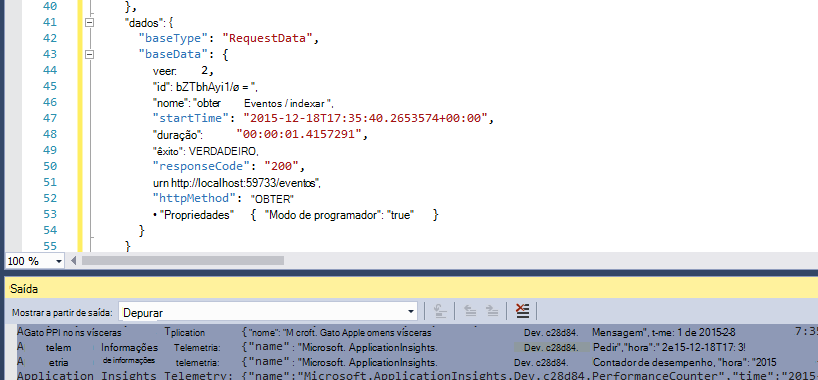 40 },
41 "dados": {
42 "baseType": "RequestData",
43 "baseData": {
44 veer: 2,
45 "id": bZTbhAyi1/ø = ",
46 "nome": "obter Eventos / indexar ",
47 "startTime": "2015-12-18T17:35:40.2653574+00:00",
48 "duração": "00:00:01.4157291",
49 "êxito": VERDADEIRO,
50 "responseCode": "200",
51 urn http://localhost:59733/eventos",
52 "httpMethod": "OBTER"
53 • "Propriedades" { "Modo de programador": "true" }
54 }
55 }
100 %
Saída
Mostrar a partir de saída: Depurar
A Gato PPI no ns vísceras Tplication {"nome": "M croft. Gato Apple omens vísceras Dev. c28d84. Mensagem", t-me: 1 de 2015-2-8 7:35
A telem Informações Telemetria: {"name": "Microsoft. ApplicationInsights. Dev. c28d84. Pedir","hora":" 2e15-12-18T17: 3!
A etria de informações telemetria: {"name": "Microsoft. ApplicationInsights. Dev. c28d84. Contador de desempenho, "hora": "2015
Application Insights Telemetry: {"name":"Microsoft.ApplicationInsights.Dev.c28d84.PerformanceCounter","time":"2015-